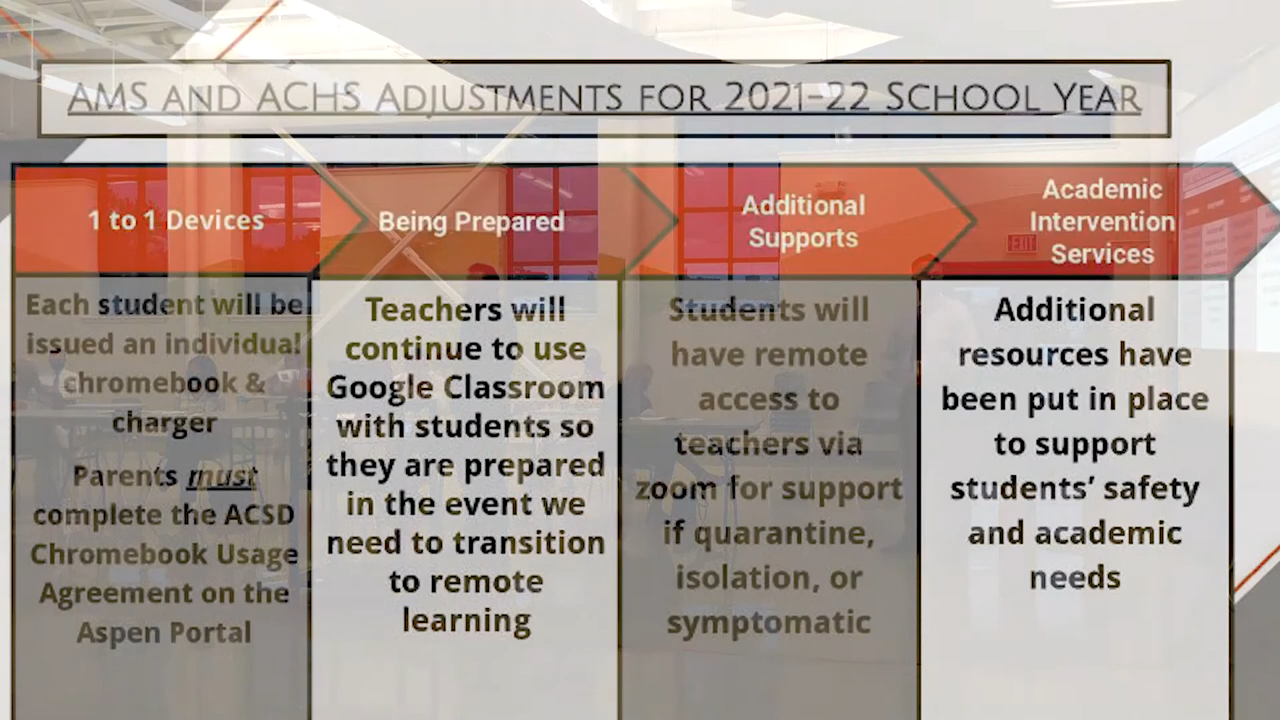 AMS AND ACHS ADJUSTMENTS FOR 2021-22 SCHOOL YEAR
1 to 1 Devices
Each student will be
issued an individual
chromebook &
charger
Parents must
complete the ACSD
Chromebook Usage
Agreement on the
Aspen Portal
Being Prepared
Teachers will
continue to use
Google Classroom
with students so
they are prepared
in the event we
need to transition
to remote
learning
Additional
Supports
Students will
have remote
access to
teachers via
zoom for support
if quarantine,
isolation, or
symptomatic
Academic
Intervention
Services
Additional
resources have
been put in place
to support
students’ safety
and academic
needs
EXIT